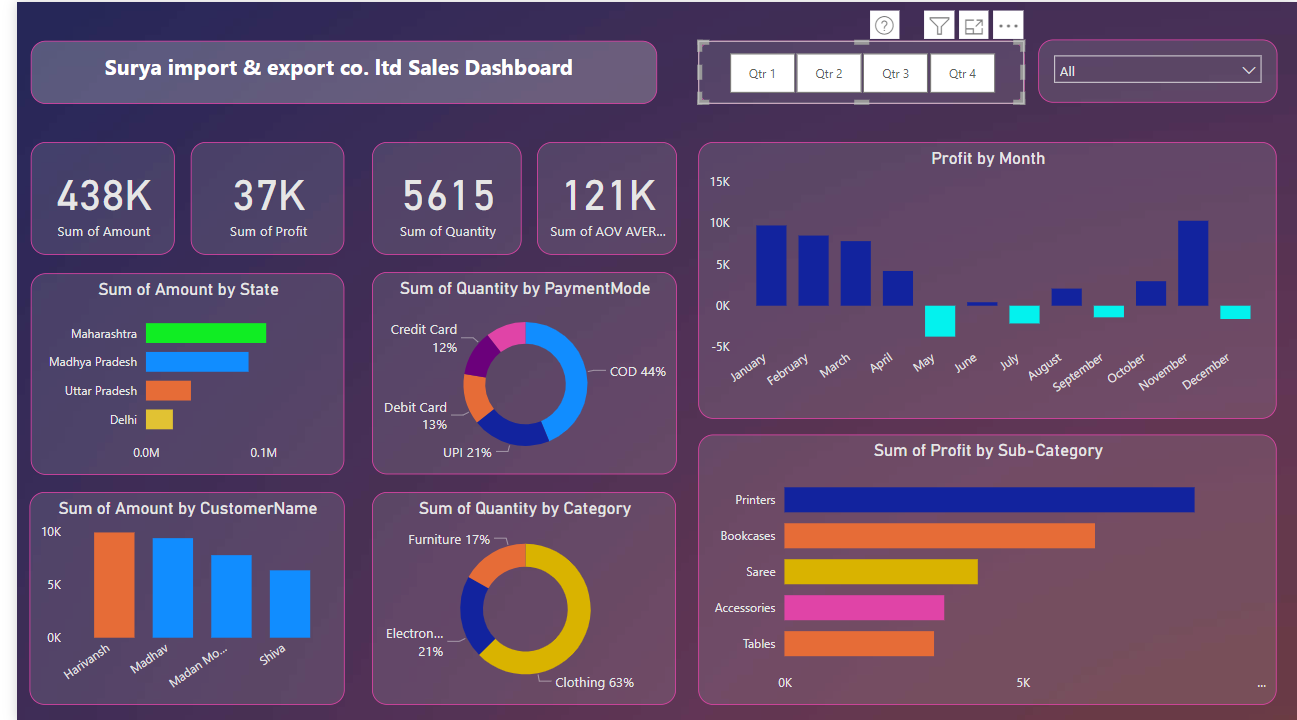 Surya import & export co. ltd Sales Dashboard
Qtr 1
Qtr 2
Qtr 3
Qtr 4
All
438K
Sum of Amount
37K
Sum of Profit
5615
Sum of Quantity
121K
Sum of AOV AVER...
Profit by Month
15K
10K
5K
0K
-5K
January
February
March
April
May
June
July
August
September
October
November
December
Sum of Amount by State
Maharashtra
Madhya Pradesh
Uttar Pradesh
Delhi
0.0M
0.1M
Sum of Quantity by PaymentMode
Credit Card
12%
COD 44%
Debit Card
13%
UPI 21%
Sum of Profit by Sub-Category
Printers
Bookcases
Saree
Accessories
Tables
0K
5K
...
Sum of Amount by CustomerName
10K
5K
0K
Harivansh
Madhav
Madan Mo...
Shiva
Sum of Quantity by Category
Furniture 17%
Electron...
21%
Clothing 63%